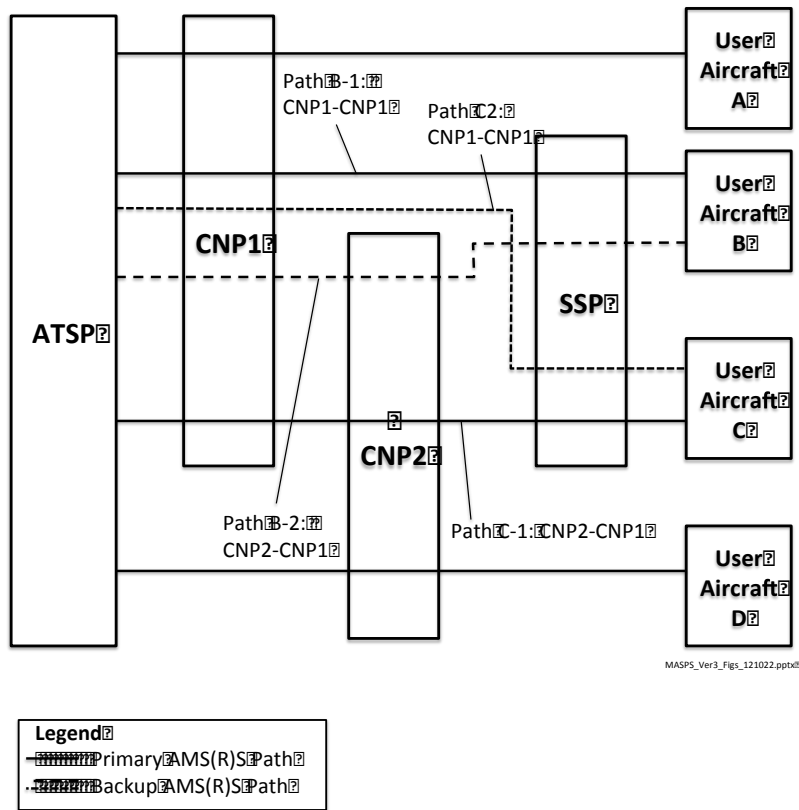 User
Aircraft
A
Path B-1:
CNP1-CNP1
Path C2:
CNP1-CNP1
User
Aircraft
B
CNP1
SSP
ATSP
User
Aircraft
C
CNP2
Path B-2:
CNP2-CNP1
Path C-1: CNP2-CNP1
User
Aircraft
D
MASPS_Ver3_Figs_121022.pptx
Legend
Primary AMS(R)S Path
Backup AMS(R)S Path